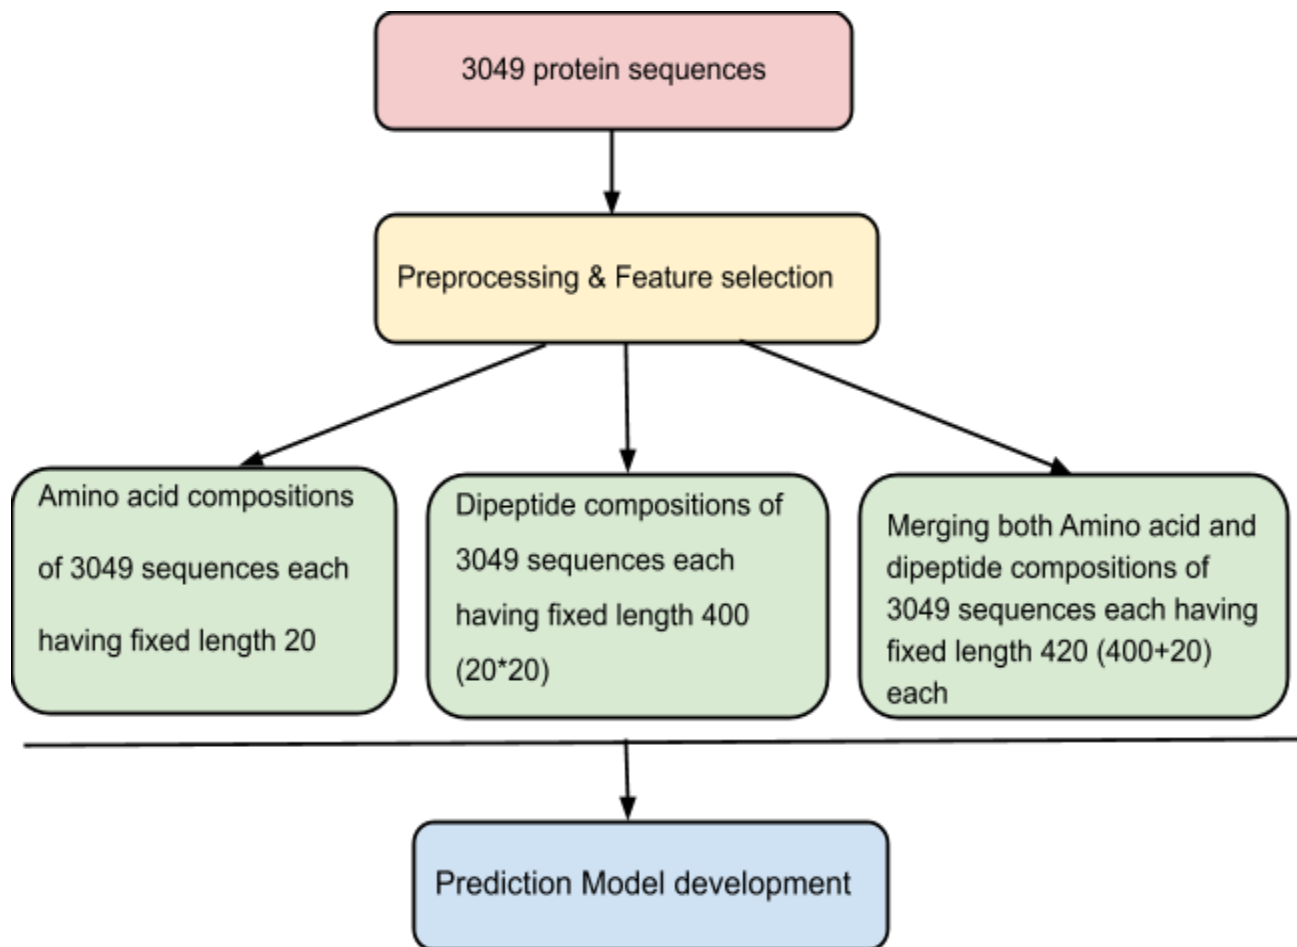 3049 protein sequences
Preprocessing & Feature selection
Amino acid compositions
of 3049 sequences each
having fixed length 20
Dipeptide compositions of
3049 sequences each
having fixed length 400
(20*20)
Merging both Amino acid and
dipeptide compositions of
3049 sequences each having
fixed length 420 (400+20)
each
Prediction Model development